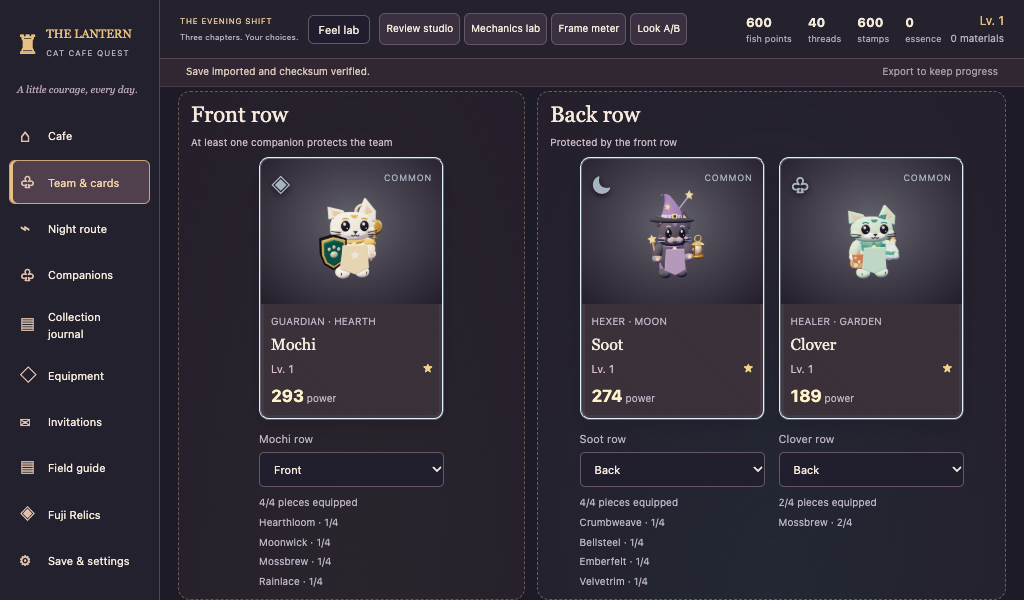 THE LANTERN
CAT CAFE QUEST
A little courage, every day.
Cafe
Team & cards
Night route
Companions
Collection journal
Equipment
Invitations
Field guide
Fuji Relics
Save & settings
THE EVENING SHIFT
Three chapters. Your choices.
Feel lab
Review studio
Mechanics lab
Frame meter
Look A/B
600 fish points
40 threads
600 stamps
0 essence
Lv. 1
0 materials
Save imported and checksum verified.
Export to keep progress
Front row
At least one companion protects the team
COMMON
GUARDIAN · HEARTH
Mochi
Lv. 1
293 power
Mochi row
Front
4/4 pieces equipped
Hearthloom · 1/4
Moonwick · 1/4
Mossbrew · 1/4
Rainlace · 1/4
Back row
Protected by the front row
COMMON
HEXER · MOON
Soot
Lv. 1
274 power
Soot row
Back
4/4 pieces equipped
Crumbweave · 1/4
Bellsteel · 1/4
Emberfelt · 1/4
Velvetrim · 1/4
COMMON
HEALER · GARDEN
Clover
Lv. 1
189 power
Clover row
Back
2/4 pieces equipped
Mossbrew · 2/4